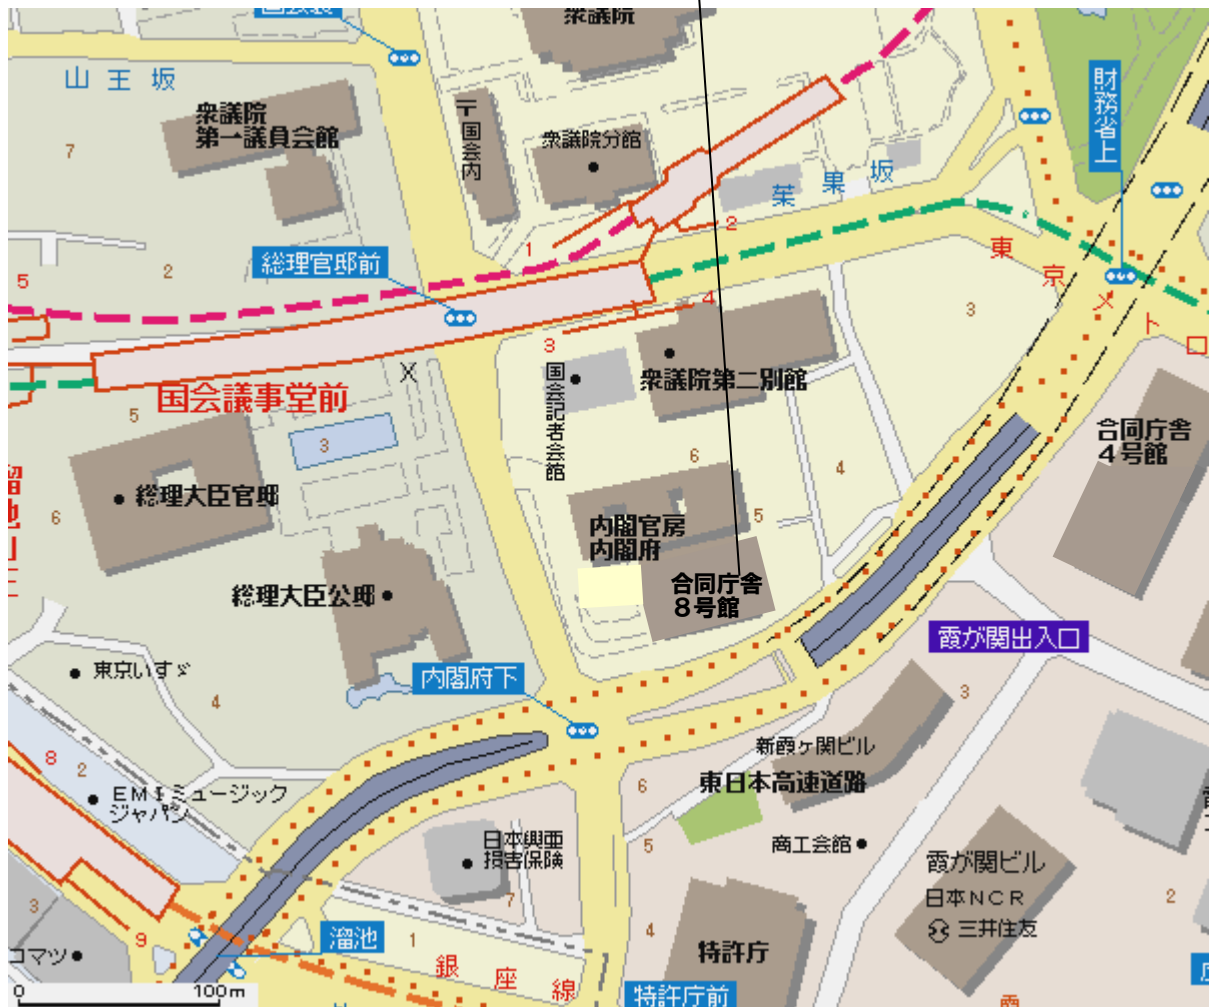 衆議院
山王坂
衆議院
第一議員会館
7
〒国会内
衆議院分館
財務省上
茱萸坂
2
1
総理官邸前
2
5
東京メトロ
3
4
3
国会議事堂前
5
3
国会記者会館
衆議院第二別館
合同庁舎
4号館
総理大臣官邸
6
6
4
5
内閣官房
内閣府
合同庁舎
8号館
総理大臣公邸
霞が関出入口
東京いすゞ
内閣府下
4
3
新霞ヶ関ビル
東日本高速道路
8
2
6
EMIミュージック
ジャパン
日本興亜
損害保険
5
商工会館
霞が関ビル
日本NCR
三井住友
7
3
2
9
溜池
1
4
特許庁
コマツ
銀座線
0
100m
特許庁前